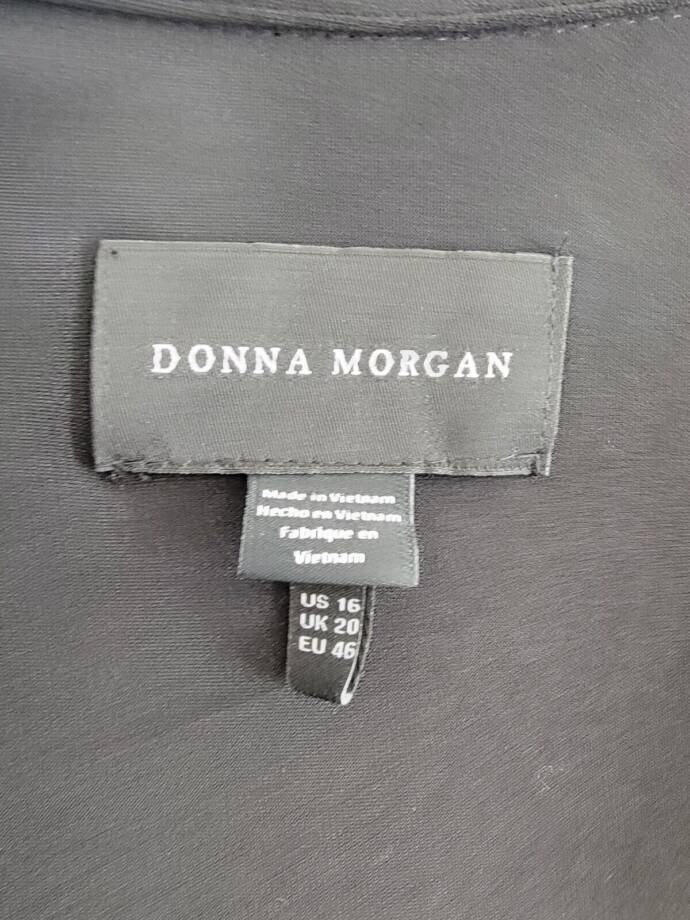 DONNA MORGAN
Made in Vietnam
Hecho en Vietnam
Fabrique en
Vietnam
US 16
UK 20
EU 46